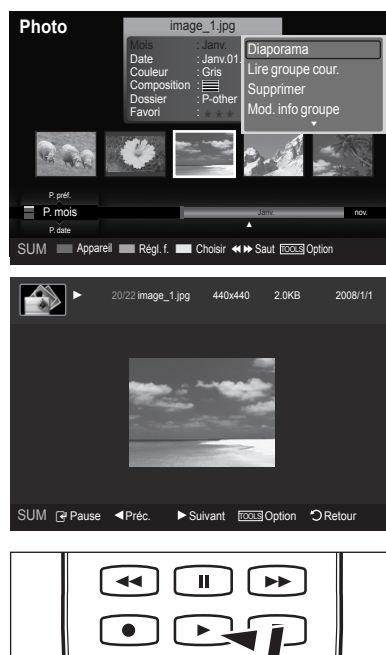 Photo
image_1.jpg
Mois : Janv.
Date : Janv.01.
Couleur : Gris
Composition :
Dossier : P-other
Favori : ★ ★ ★
Diaporama
Lire groupe cour.
Supprimer
Mod. info groupe
P. préf.
P. mois
Janv.
nov.
P. date
SUM Appareil Régl. f. Choisir Saut TOOLS Option
20/22 image_1.jpg 440x440 2.0KB 2008/1/1
SUM Pause Préc. Suivant TOOLS Option Retour